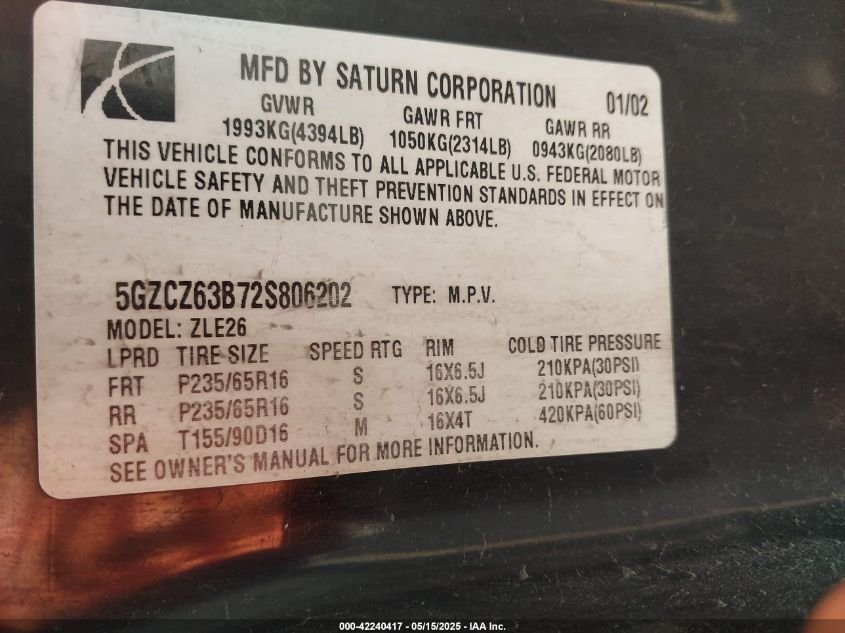 MFD BY SATURN CORPORATION 01/02
GVWR GAWR FRT GAWR RR
1993KG(4394LB) 1050KG(2314LB) 0943KG(2080LB)
THIS VEHICLE CONFORMS TO ALL APPLICABLE U.S. FEDERAL MOTOR
VEHICLE SAFETY AND THEFT PREVENTION STANDARDS IN EFFECT ON
THE DATE OF MANUFACTURE SHOWN ABOVE.
5GZCZ63B72S806202 TYPE: M.P.V.
MODEL: ZLE26
LPRD TIRE SIZE SPEED RTG RIM COLD TIRE PRESSURE
FRT P235/65R16 S 16X6.5J 210KPA(30PSI)
RR P235/65R16 S 16X6.5J 210KPA(30PSI)
SPA T155/90D16 M 16X4T 420KPA(60PSI)
SEE OWNER'S MANUAL FOR MORE INFORMATION.
000-42240417 - 05/15/2025 - IAA Inc.